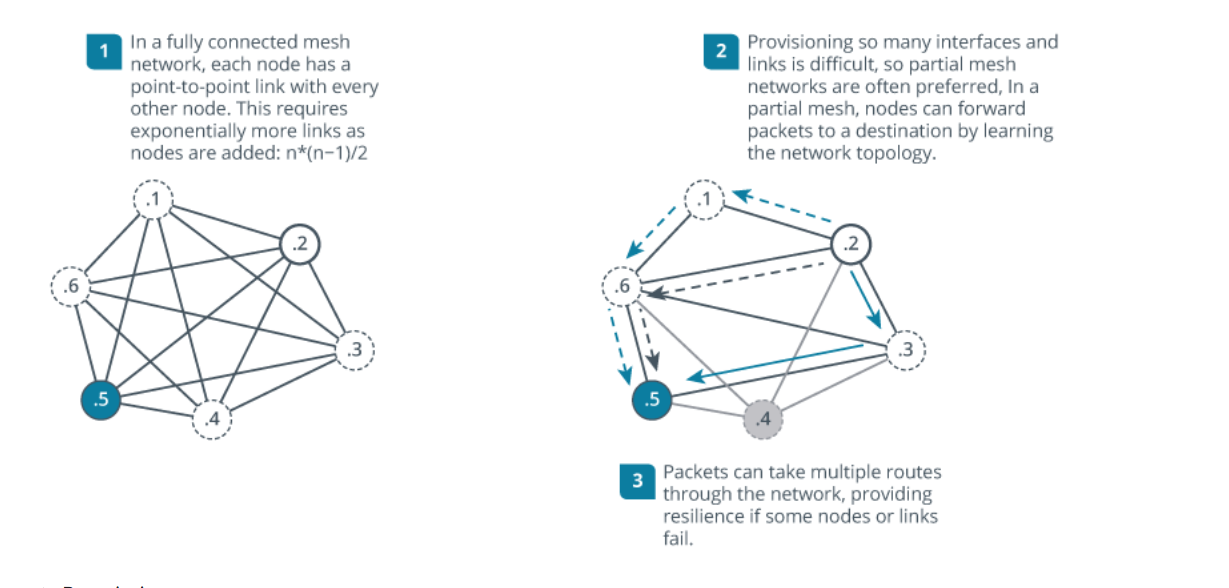 1
In a fully connected mesh
network, each node has a
point-to-point link with every
other node. This requires
exponentially more links as
nodes are added: n*(n−1)/2
.1
.2
.6
.3
.5
.4
2
Provisioning so many interfaces and
links is difficult, so partial mesh
networks are often preferred, In a
partial mesh, nodes can forward
packets to a destination by learning
the network topology.
.1
.2
.6
.3
.5
.4
3
Packets can take multiple routes
through the network, providing
resilience if some nodes or links
fail.